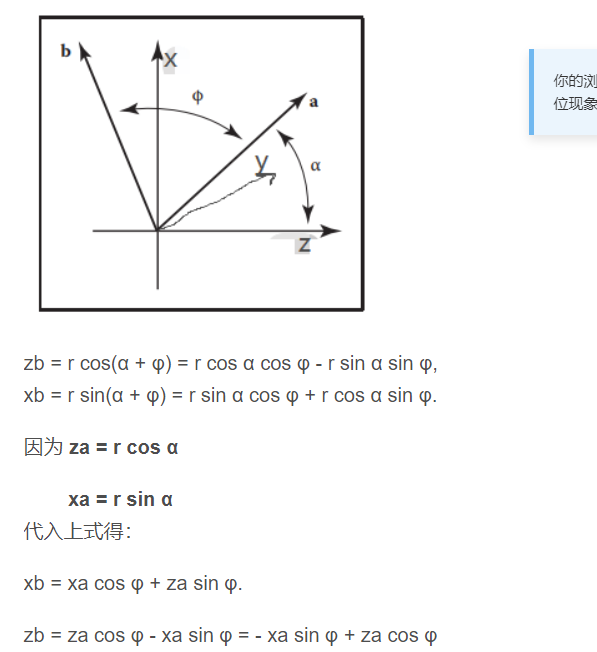 b
x
φ
a
y
α
z
你的浏
位现象
zb = r cos(α + φ) = r cos α cos φ - r sin α sin φ,
xb = r sin(α + φ) = r sin α cos φ + r cos α sin φ.
因为 za = r cos α
xa = r sin α
代入上式得：
xb = xa cos φ + za sin φ.
zb = za cos φ - xa sin φ = - xa sin φ + za cos φ